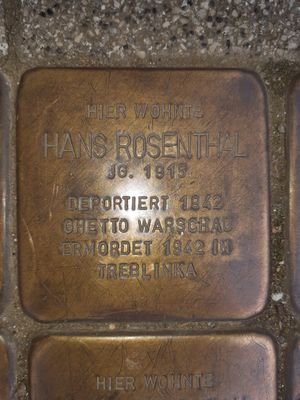 HIER WOHNTE
HANS ROSENTHAL
JG. 1915
DEPORTIERT 1942
GHETTO WARSCHAU
ERMORDET 1942 IN
TREBLINKA
HIER WOHNTE